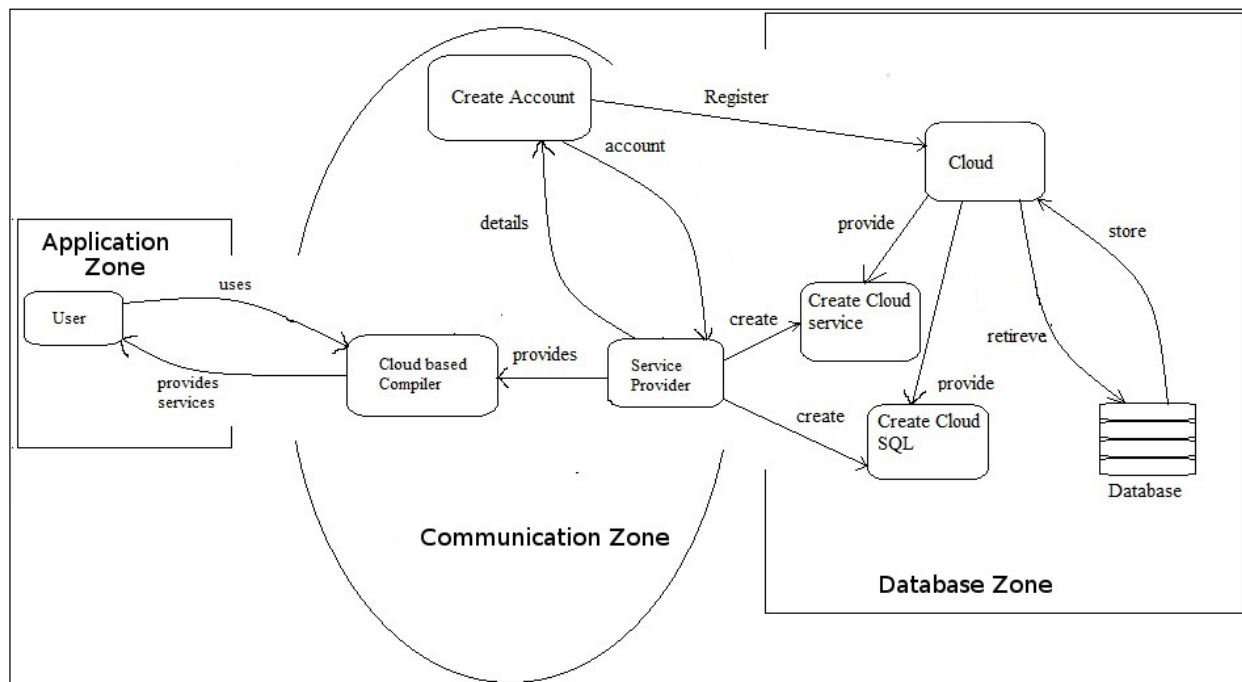 Create Account
Register
account
Cloud
details
provide
store
Application
Zone
uses
User
Create Cloud
service
create
retireve
provides
Cloud based
Compiler
Service
Provider
provides
services
provide
create
Create Cloud
SQL
Database
Communication Zone
Database Zone